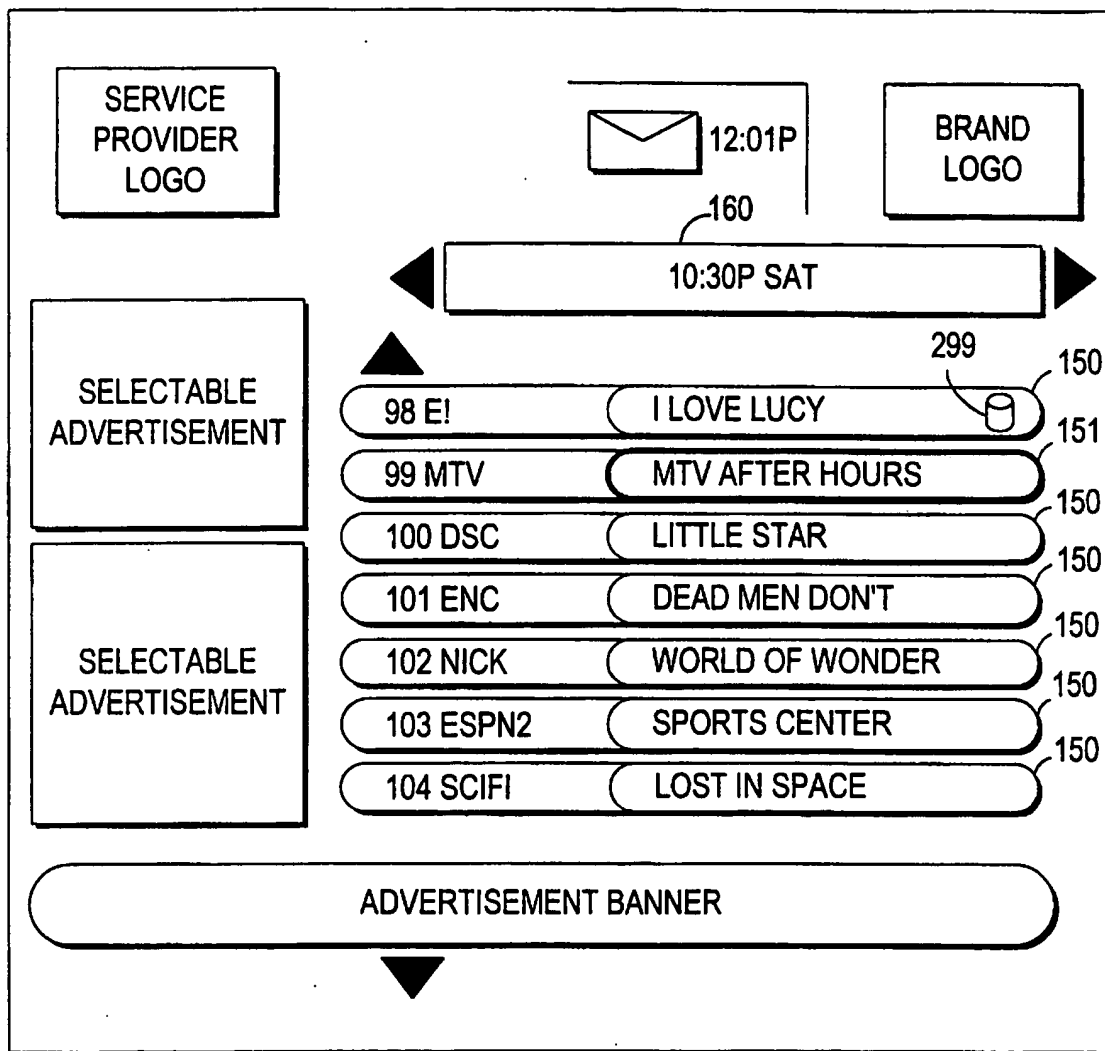 SERVICE
PROVIDER
LOGO
12:01P
BRAND
LOGO
160
10:30P SAT
SELECTABLE
ADVERTISEMENT
299
98 E! I LOVE LUCY 150
99 MTV MTV AFTER HOURS 151
100 DSC LITTLE STAR 150
101 ENC DEAD MEN DON'T 150
SELECTABLE
ADVERTISEMENT
102 NICK WORLD OF WONDER 150
103 ESPN2 SPORTS CENTER 150
104 SCIFI LOST IN SPACE 150
ADVERTISEMENT BANNER